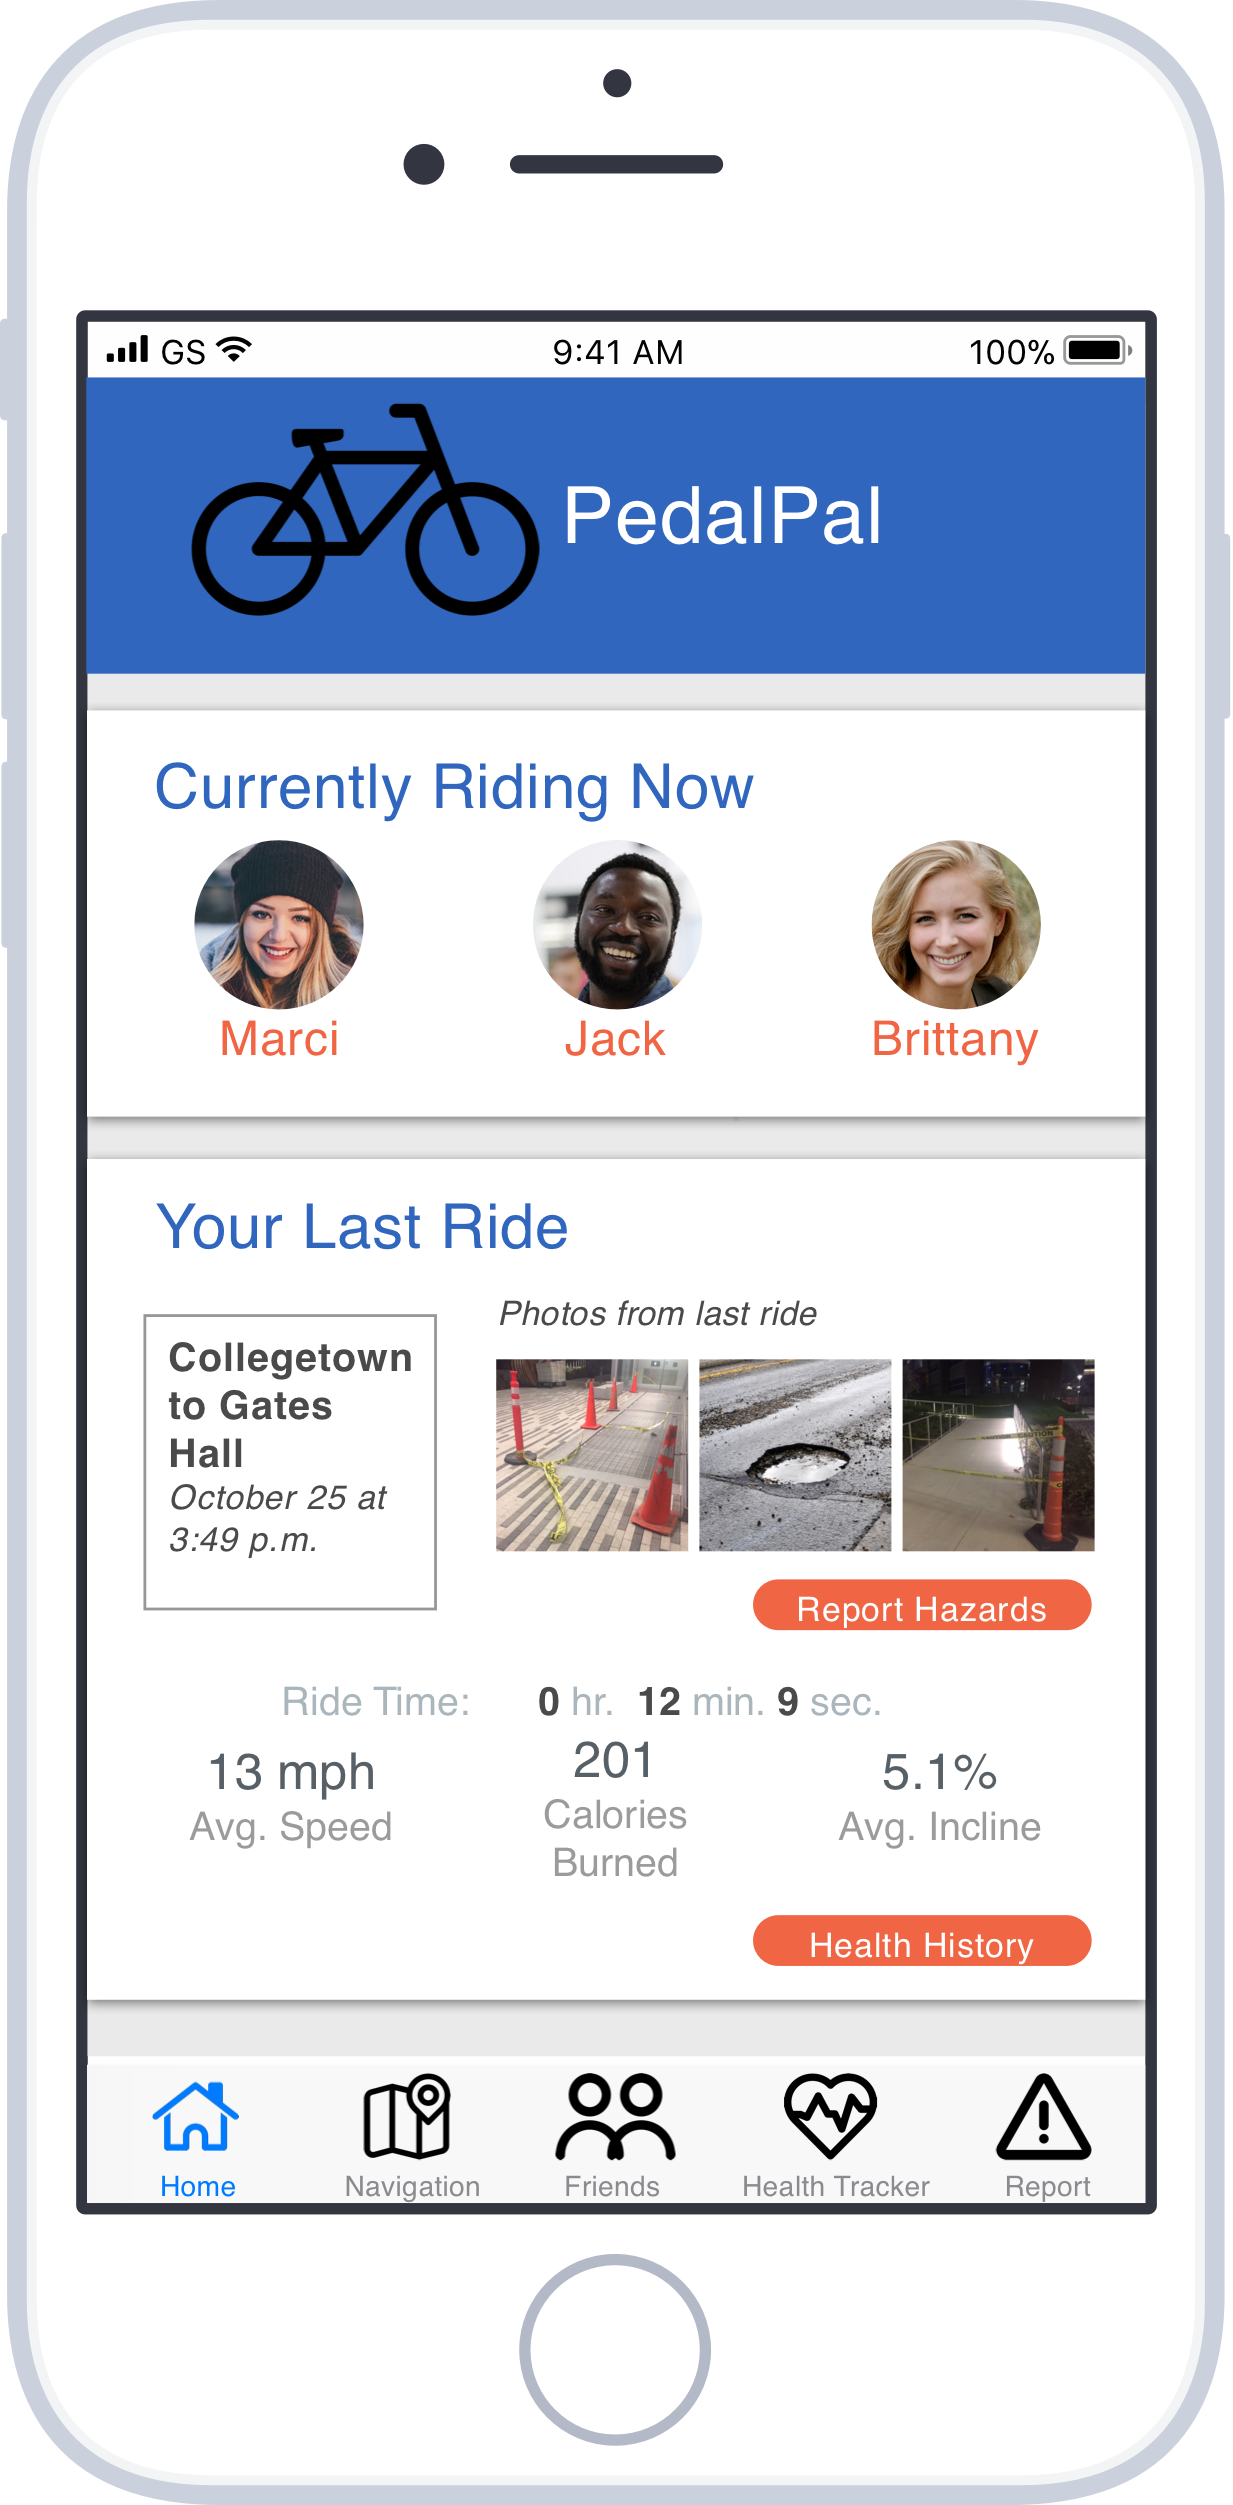 GS 9:41 AM 100%
PedalPal
Currently Riding Now
Marci Jack Brittany
Your Last Ride
Photos from last ride
Collegetown
to Gates
Hall
October 25 at
3:49 p.m.
Report Hazards
Ride Time: 0 hr. 12 min. 9 sec.
13 mph 201 5.1%
Avg. Speed Calories Avg. Incline
Burned
Health History
Home Navigation Friends Health Tracker Report